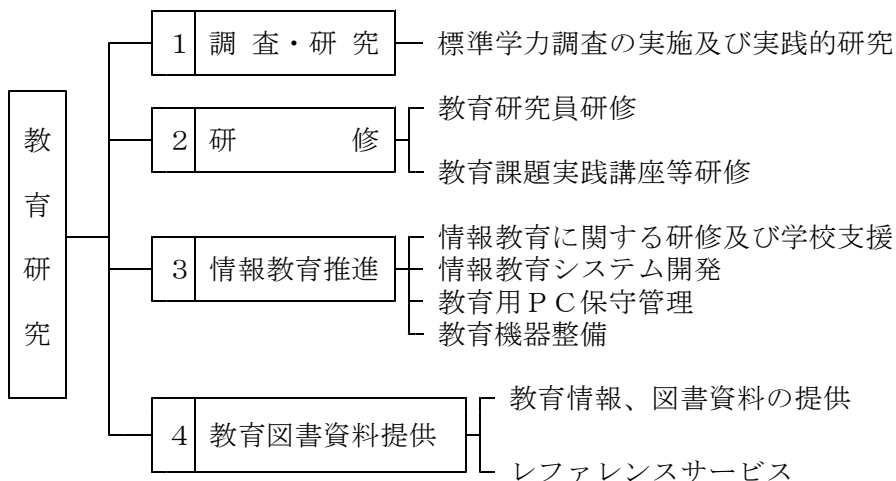 教育研究
1 調査・研究
標準学力調査の実施及び実践的研究
2 研修
教育研究員研修
教育課題実践講座等研修
3 情報教育推進
情報教育に関する研修及び学校支援
情報教育システム開発
教育用ＰＣ保守管理
教育機器整備
4 教育図書資料提供
教育情報、図書資料の提供
レファレンスサービス